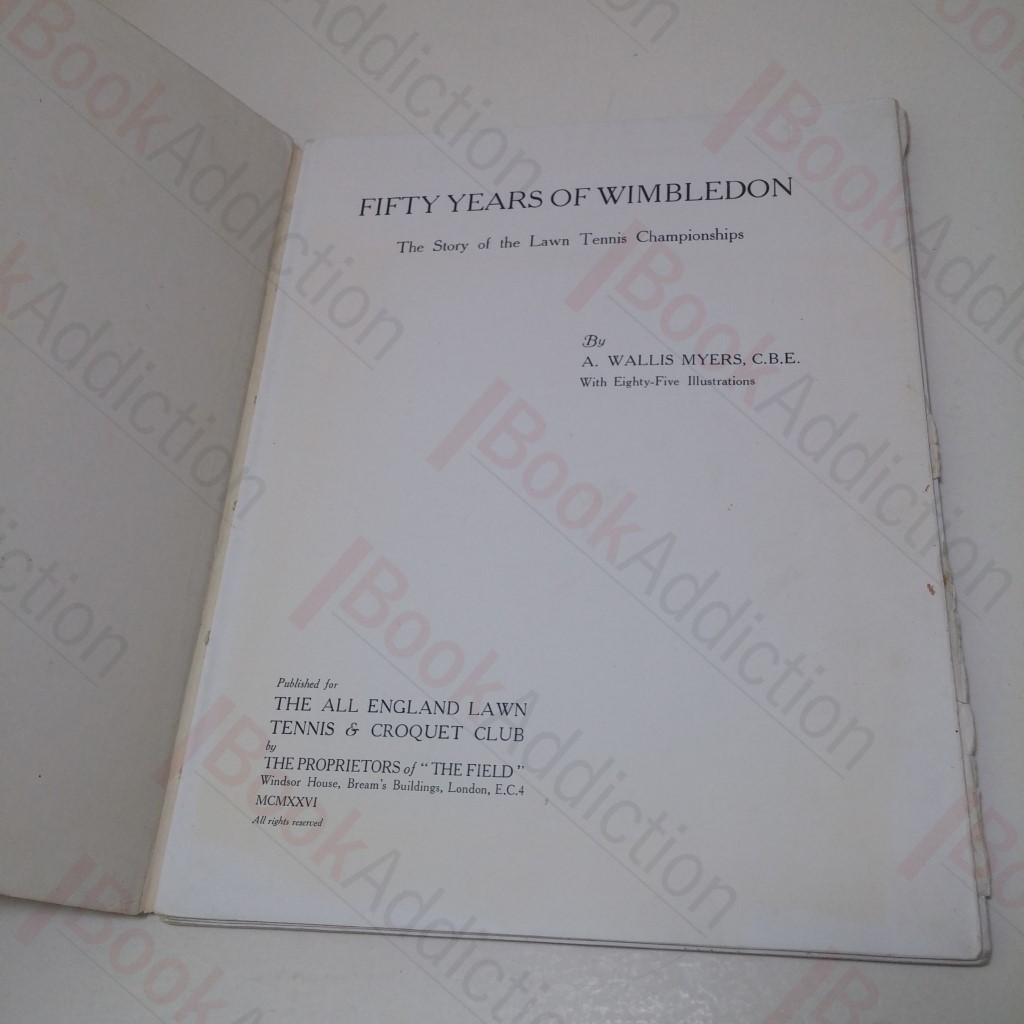 FIFTY YEARS OF WIMBLEDON
The Story of the Lawn Tennis Championships
By
A. WALLIS MYERS, C.B.E.
With Eighty-Five Illustrations
Published for
THE ALL ENGLAND LAWN
TENNIS & CROQUET CLUB
by
THE PROPRIETORS of "THE FIELD"
Windsor House, Bream's Buildings, London, E.C.4
MCMXXVI
All rights reserved
BookAddiction